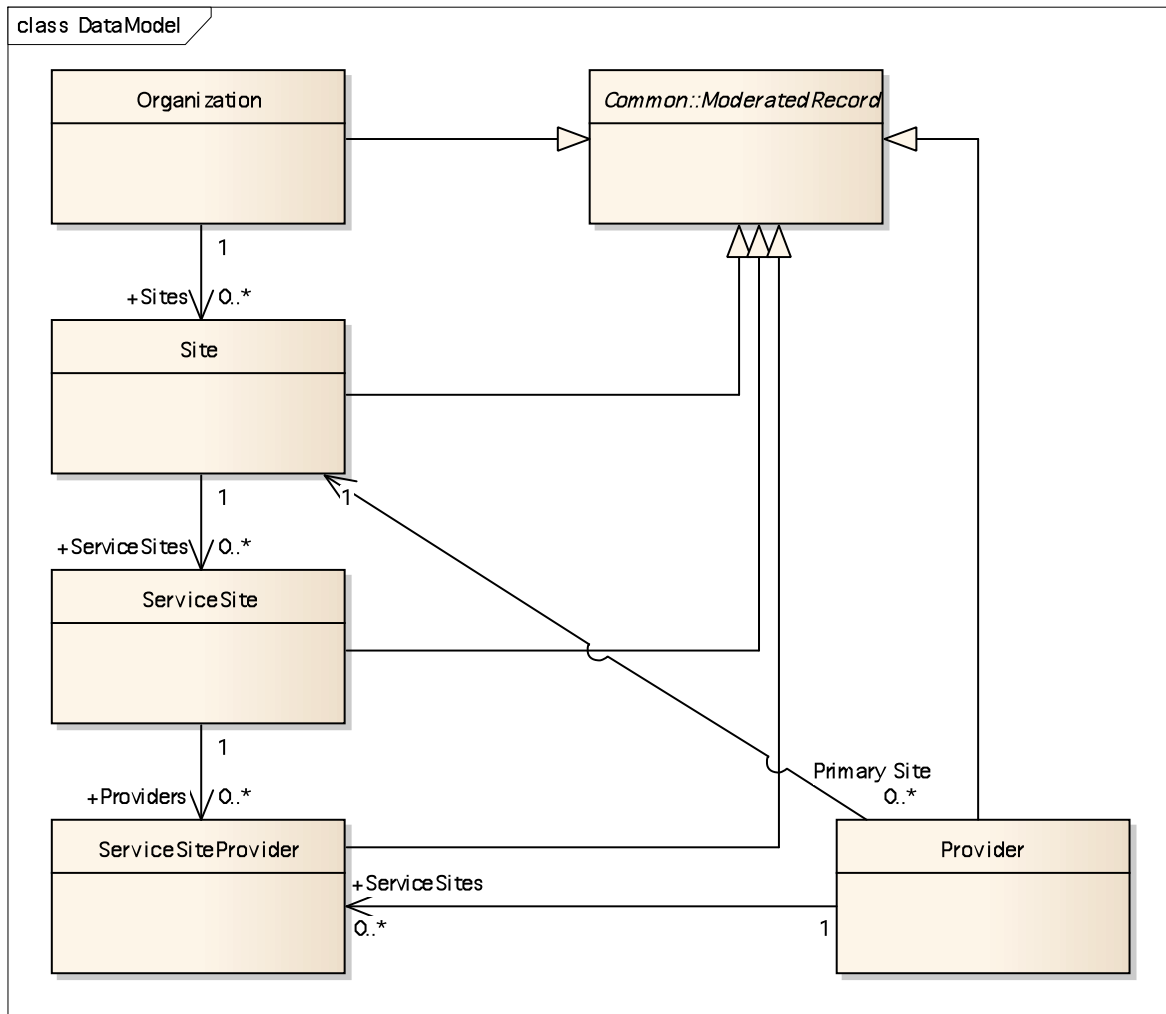 class DataModel
Organization
Common::ModeratedRecord
1
+Sites 0..*
Site
1
1
+ServiceSites 0..*
ServiceSite
1
Primary Site
+Providers 0..*
0..*
ServiceSiteProvider
Provider
+ServiceSites
0..*
1